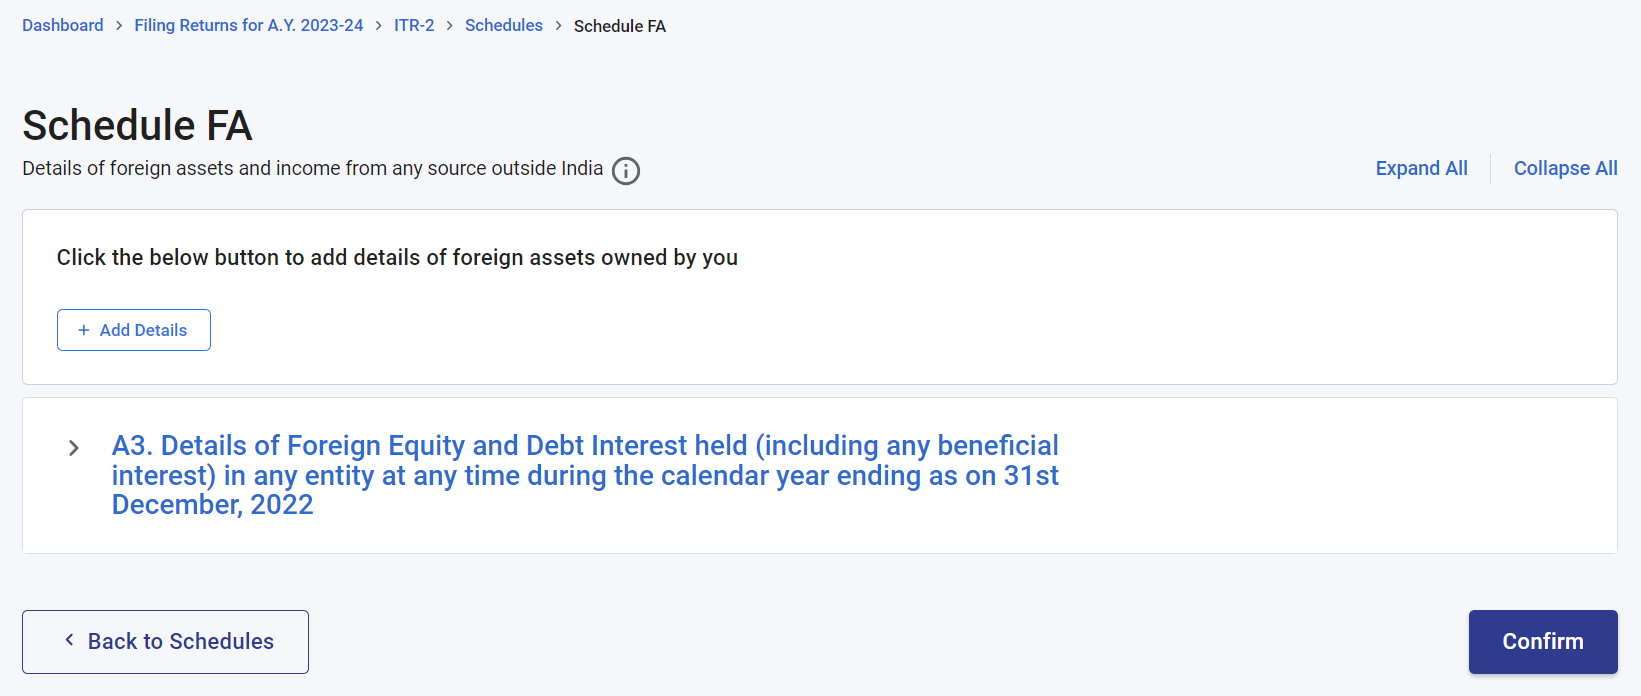 Dashboard > Filing Returns for A.Y. 2023-24 > ITR-2 > Schedules > Schedule FA
Schedule FA
Details of foreign assets and income from any source outside India
Expand All
Collapse All
Click the below button to add details of foreign assets owned by you
+ Add Details
A3. Details of Foreign Equity and Debt Interest held (including any beneficial
interest) in any entity at any time during the calendar year ending as on 31st
December, 2022
Back to Schedules
Confirm